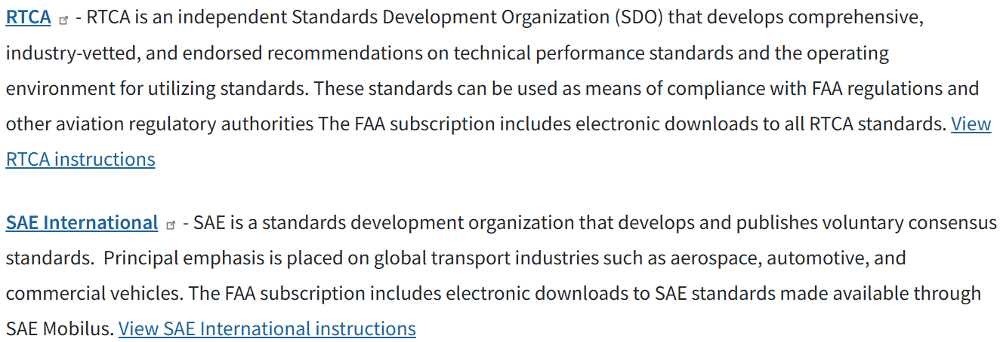 RTCA - RTCA is an independent Standards Development Organization (SDO) that develops comprehensive,
industry-vetted, and endorsed recommendations on technical performance standards and the operating
environment for utilizing standards. These standards can be used as means of compliance with FAA regulations and
other aviation regulatory authorities The FAA subscription includes electronic downloads to all RTCA standards. View
RTCA instructions
SAE International - SAE is a standards development organization that develops and publishes voluntary consensus
standards.  Principal emphasis is placed on global transport industries such as aerospace, automotive, and
commercial vehicles. The FAA subscription includes electronic downloads to SAE standards made available through
SAE Mobilus. View SAE International instructions